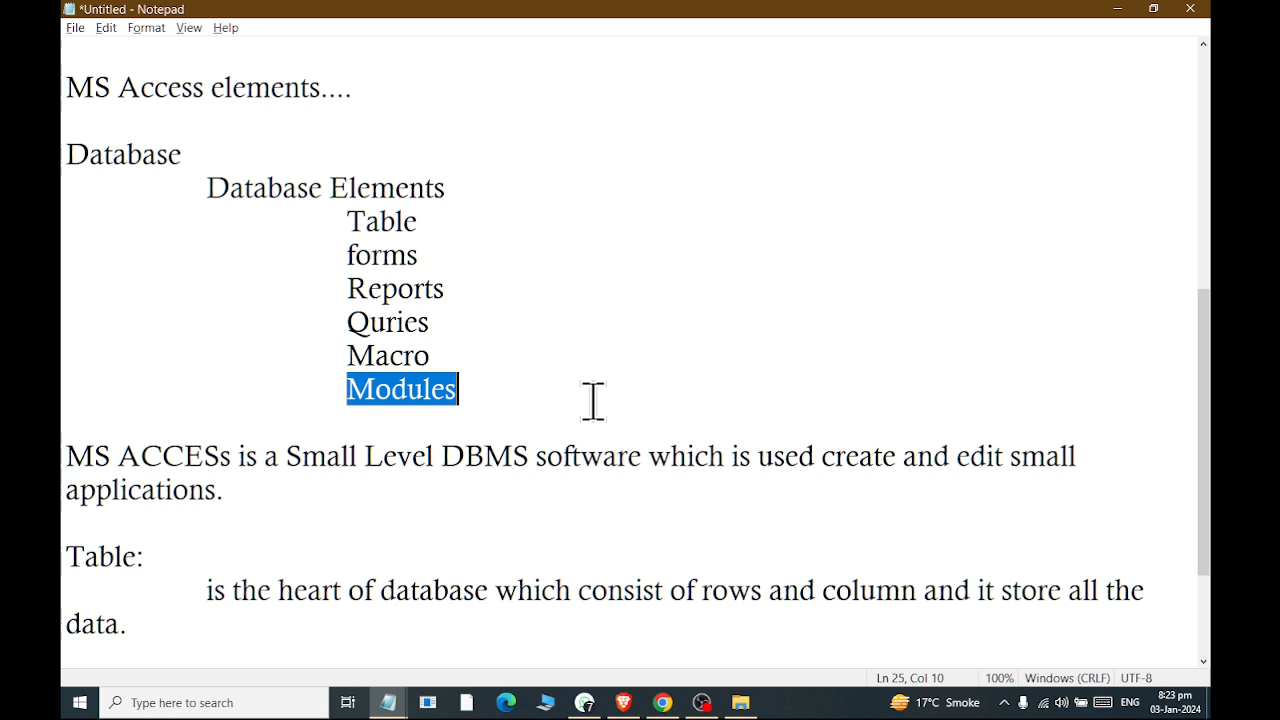 *Untitled - Notepad
File Edit Format View Help
MS Access elements....
Database
Database Elements
Table
forms
Reports
Quries
Macro
Modules
MS ACCESs is a Small Level DBMS software which is used create and edit small
applications.
Table:
is the heart of database which consist of rows and column and it store all the
data.
Ln 25, Col 10 100% Windows (CRLF) UTF-8
Type here to search 17°C Smoke ENG 8:23 pm
03-Jan-2024